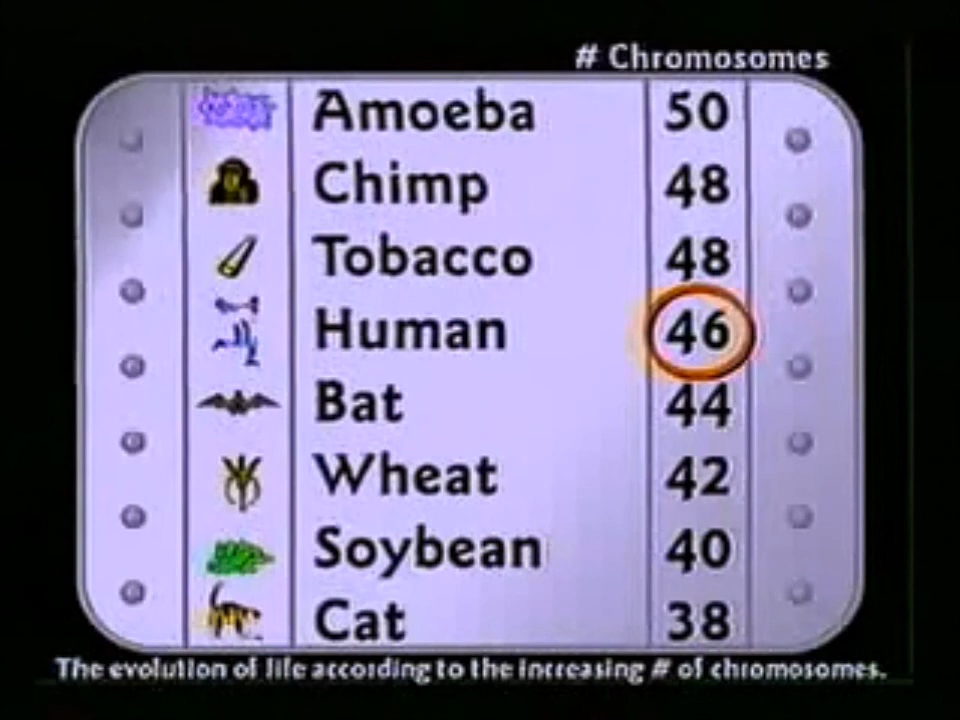 # Chromosomes
Amoeba 50
Chimp 48
Tobacco 48
Human 46
Bat 44
Wheat 42
Soybean 40
Cat 38
The evolution of life according to the increasing # of chromosomes.